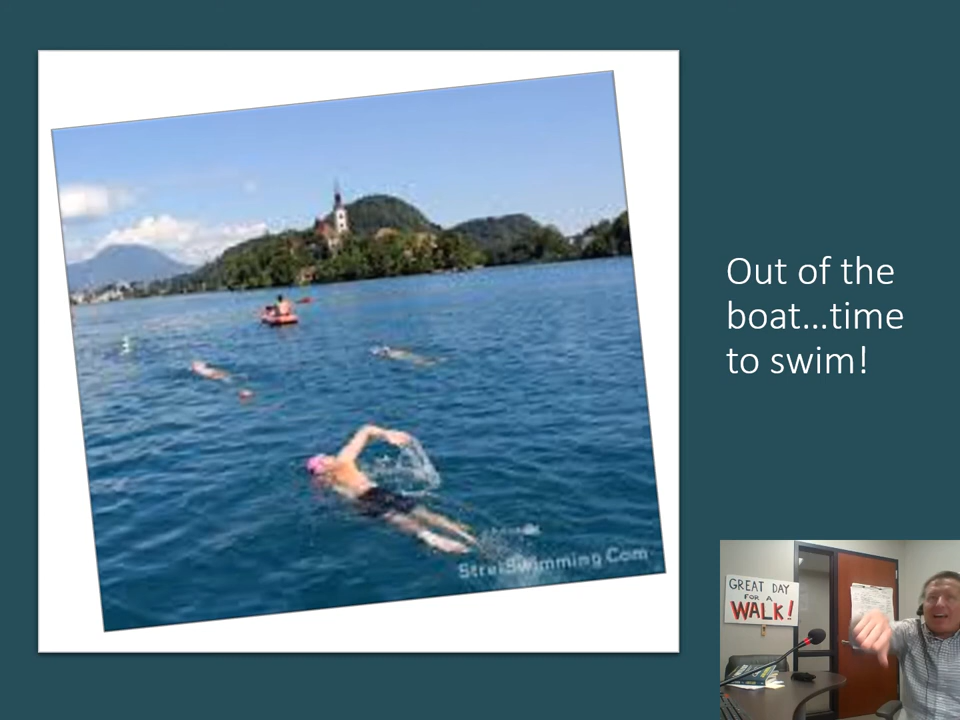 Out of the
boat...time
to swim!
StrelSwimming.Com
GREAT DAY
FOR A
WALK!